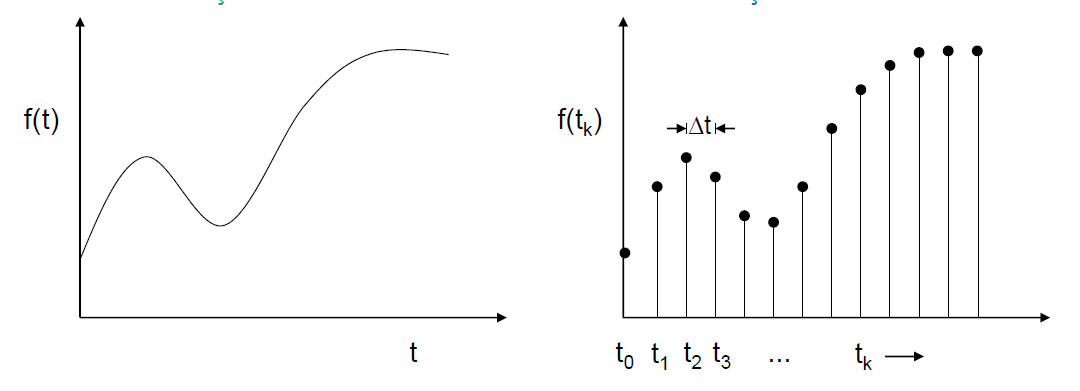 f(t)
t
f(tₖ)
Δt
t₀ t₁ t₂ t₃ ... tₖ